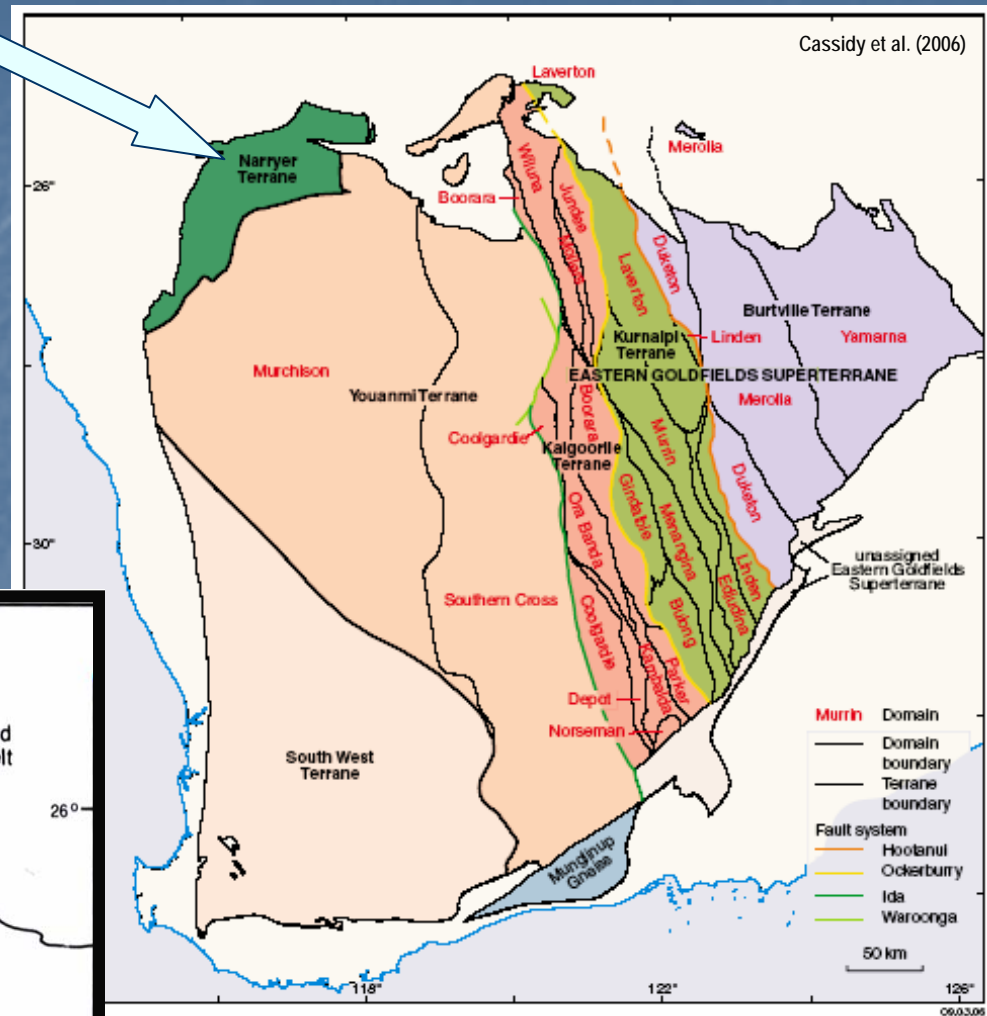 Cassidy et al. (2006)
Laverton
Merolia
Narryer
Terrane
26°
Wiluna
Boorara
Jundee
Duketon
Laverton
Burtville Terrane
Kurnalpi
Terrane
Linden
Yamarna
Murchison
EASTERN GOLDFIELDS SUPERTERRANE
Youanmi Terrane
Boorara
Merolia
Coolgardie
Kalgoorlie
Terrane
Murrin
Gindalbie
Duketon
Ora Banda
Menangina
30°
unassigned
Eastern Goldfields
Superterrane
Linden
Edjudina
Southern Cross
Coolgardie
Bulong
Parker
Kambalda
Depot
Norseman
Murrin Domain
Domain
boundary
Terrane
boundary
South West
Terrane
Fault system
Hootanui
Ockerburry
Ida
Waroonga
Munglinup
Gneiss
50 km
118°
122°
126°
09.03.06
26°